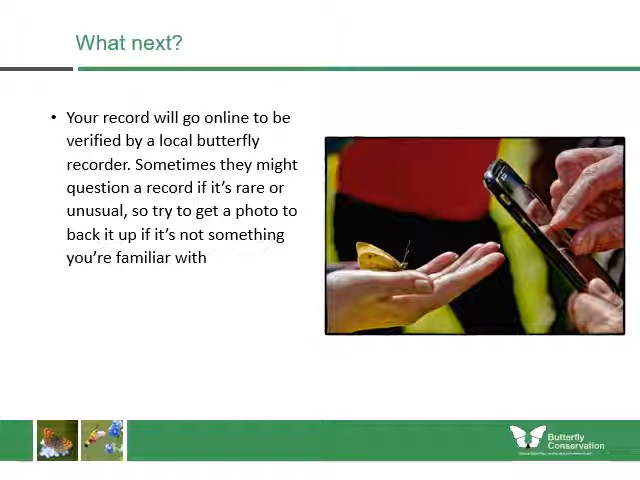 What next?
• Your record will go online to be
verified by a local butterfly
recorder. Sometimes they might
question a record if it's rare or
unusual, so try to get a photo to
back it up if it's not something
you're familiar with
Butterfly
Conservation